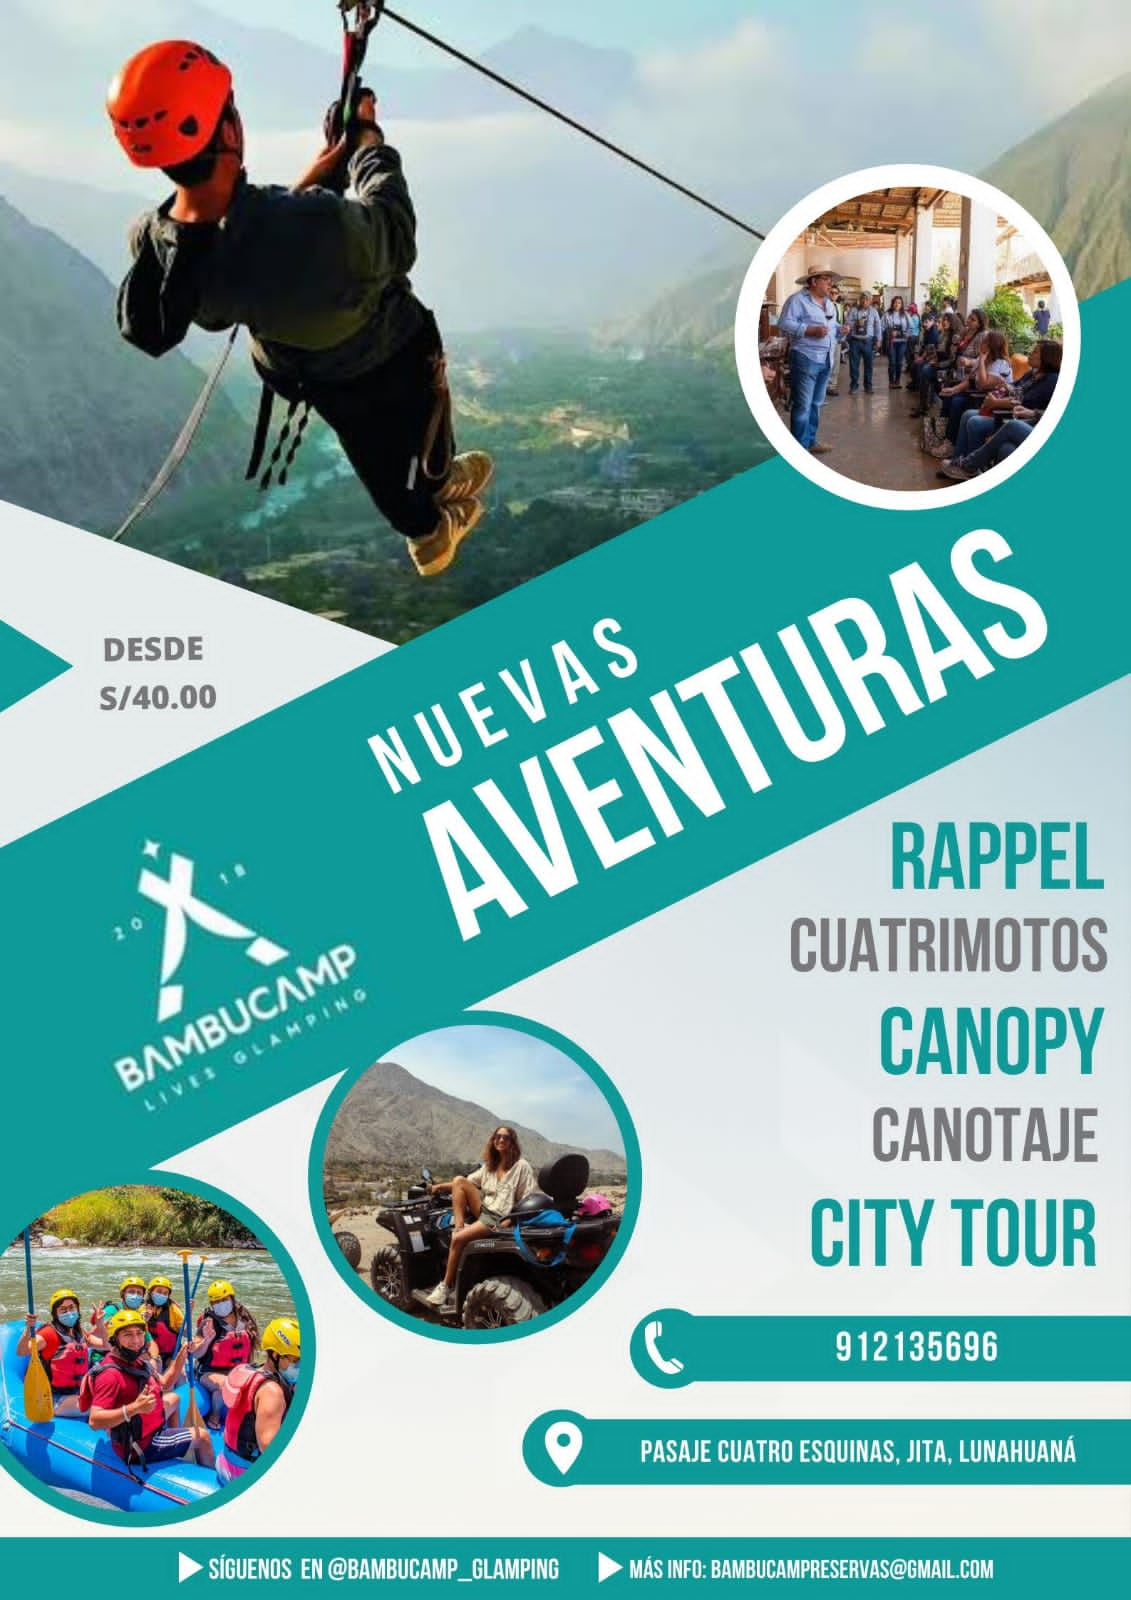 DESDE
S/40.00
NUEVAS
AVENTURAS
2018
BAMBUCAMP
LIVES GLAMPING
RAPPEL
CUATRIMOTOS
CANOPY
CANOTAJE
CITY TOUR
912135696
PASAJE CUATRO ESQUINAS, JITA, LUNAHUANÁ
SÍGUENOS EN @BAMBUCAMP_GLAMPING
MÁS INFO: BAMBUCAMPRESERVAS@GMAIL.COM